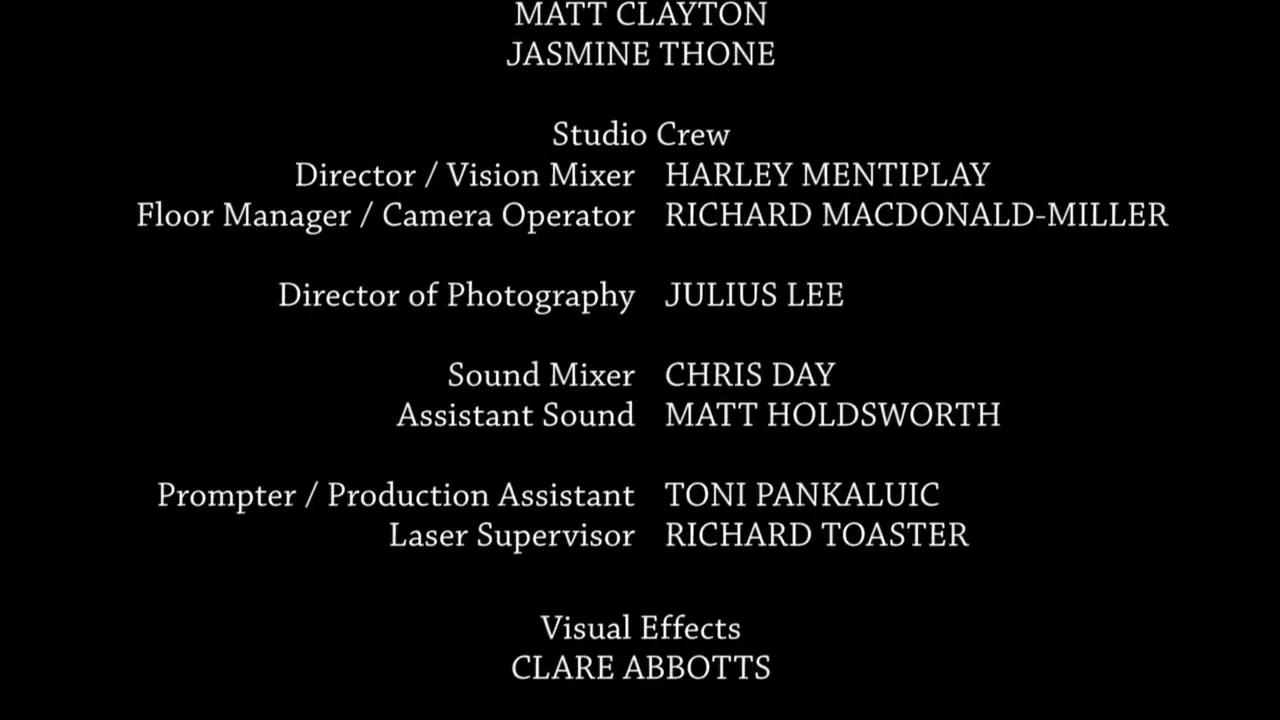 MATT CLAYTON
JASMINE THONE
Studio Crew
Director / Vision Mixer HARLEY MENTIPLAY
Floor Manager / Camera Operator RICHARD MACDONALD-MILLER
Director of Photography JULIUS LEE
Sound Mixer CHRIS DAY
Assistant Sound MATT HOLDSWORTH
Prompter / Production Assistant TONI PANKALUIC
Laser Supervisor RICHARD TOASTER
Visual Effects
CLARE ABBOTTS